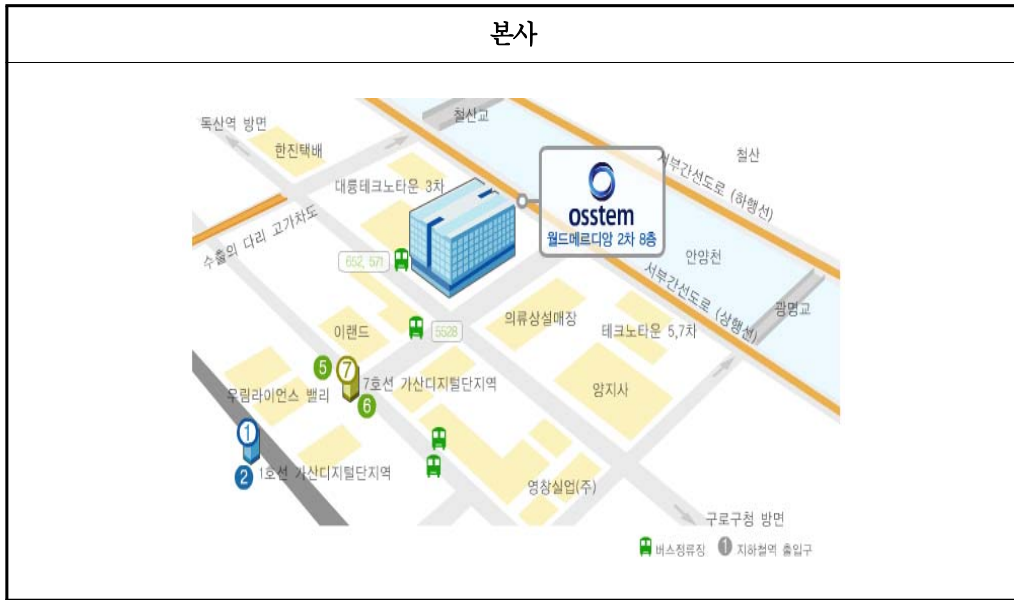 본사
철산교
독산역 방면
한진택배
철산
서부간선도로 (하행선)
대륭테크노타운 3차
osstem
월드메르디앙 2차 8층
수출의 다리 고가차도
안양천
652, 571
서부간선도로 (상행선)
광명교
의류상설매장
이랜드
5528
테크노타운 5,7차
5
7
7호선 가산디지털단지역
우림라이언스 밸리
6
양지사
1
2
1호선 가산디지털단지역
영창실업(주)
구로구청 방면
버스정류장
1 지하철역 출입구